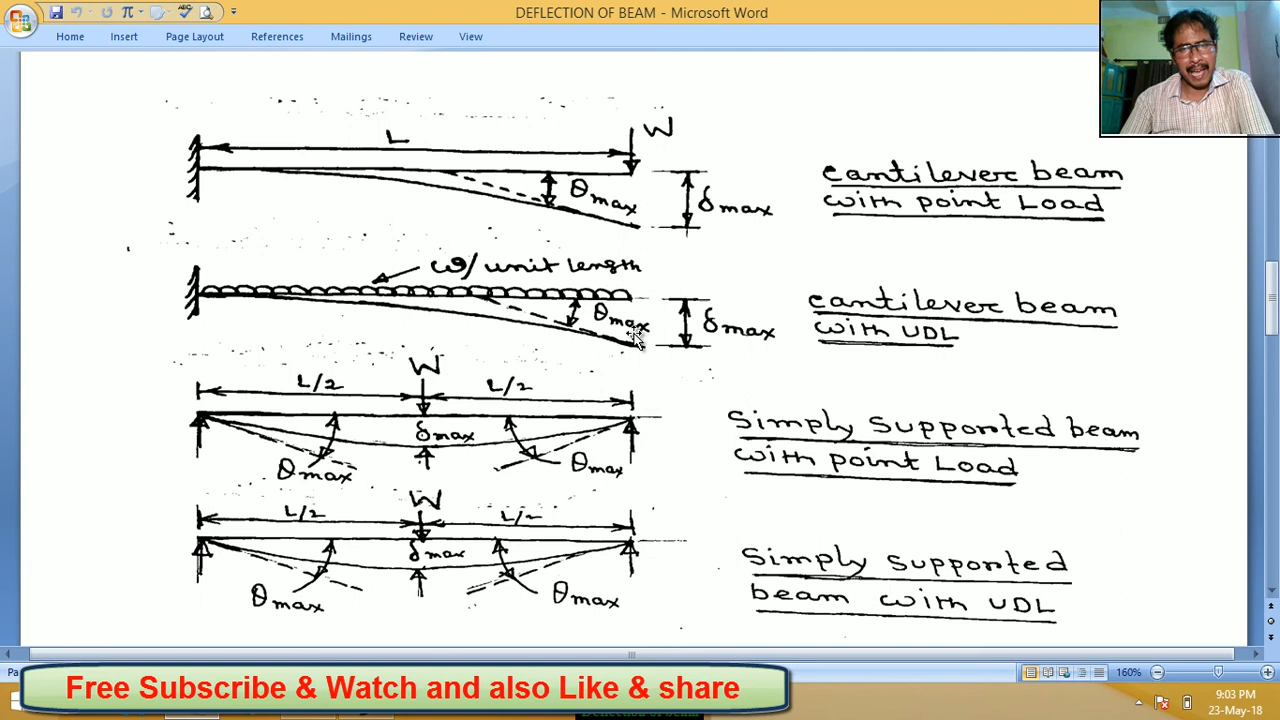 DEFLECTION OF BEAM - Microsoft Word
Home Insert Page Layout References Mailings Review View
L
W
θmax
δmax
cantilever beam
with point Load
ω/unit length
θmax
δmax
cantilever beam
with UDL
W
L/2 L/2
δmax
θmax θmax
simply supported beam
with point Load
W
L/2 L/2
δmax
θmax θmax
simply supported
beam with UDL
160%
Free Subscribe & Watch and also Like & share
9:03 PM
23-May-18
Deflection of beam